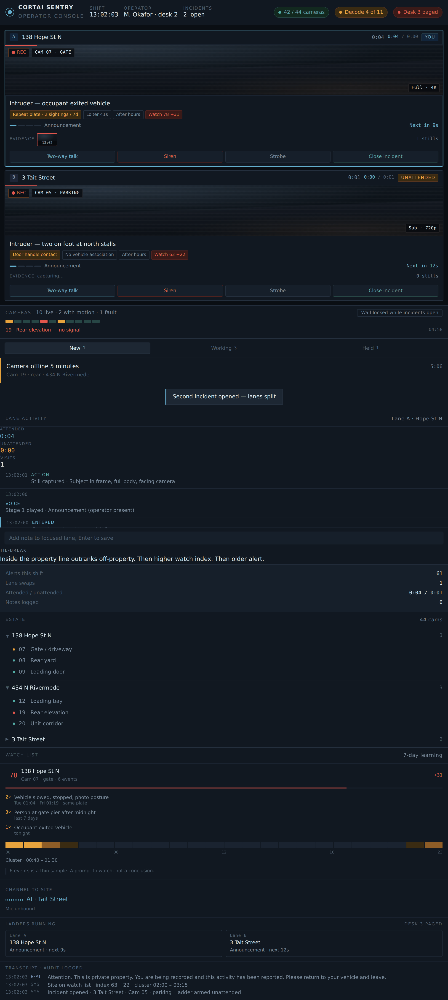 CORTAI SENTRY
OPERATOR CONSOLE
SHIFT
13:02:03
OPERATOR
M. Okafor · desk 2
INCIDENTS
2 open
42 / 44 cameras
Decode 4 of 11
Desk 3 paged
A 138 Hope St N 0:04 0:04 / 0:00 YOU
REC CAM 07 · GATE
Full · 4K
Intruder — occupant exited vehicle
Repeat plate · 2 sightings / 7d Loiter 41s After hours Watch 78 +31
Announcement Next in 9s
EVIDENCE 13:02 1 stills
Two-way talk Siren Strobe Close incident
B 3 Tait Street 0:01 0:00 / 0:01 UNATTENDED
REC CAM 05 · PARKING
Sub · 720p
Intruder — two on foot at north stalls
Door handle contact No vehicle association After hours Watch 63 +22
Announcement Next in 12s
EVIDENCE capturing… 0 stills
Two-way talk Siren Strobe Close incident
CAMERAS 10 live · 2 with motion · 1 fault Wall locked while incidents open
19 · Rear elevation — no signal 04:58
New 1 Working 3 Held 1
Camera offline 5 minutes 5:06
Cam 19 · rear · 434 N Rivermede
Second incident opened — lanes split
LANE ACTIVITY Lane A · Hope St N
ATTENDED
0:04
UNATTENDED
0:00
VISITS
1
13:02:01 ACTION
Still captured · Subject in frame, full body, facing camera
13:02:00
VOICE
Stage 1 played · Announcement (operator present)
13:02:00 ENTERED
Add note to focused lane, Enter to save
TIE-BREAK
Inside the property line outranks off-property. Then higher watch index. Then older alert.
Alerts this shift 61
Lane swaps 1
Attended / unattended 0:04 / 0:01
Notes logged 0
ESTATE 44 cams
▼ 138 Hope St N 3
07 · Gate / driveway
08 · Rear yard
09 · Loading door
▼ 434 N Rivermede 3
12 · Loading bay
19 · Rear elevation
20 · Unit corridor
▶ 3 Tait Street 2
WATCH LIST 7-day learning
78 138 Hope St N +31
Cam 07 · gate · 6 events
2× Vehicle slowed, stopped, photo posture
Tue 01:04 · Fri 01:19 · same plate
3× Person at gate pier after midnight
last 7 days
1× Occupant exited vehicle
tonight
00 06 12 18 23
Cluster · 00:40 – 01:30
6 events is a thin sample. A prompt to watch, not a conclusion.
CHANNEL TO SITE
AI · Tait Street
Mic unbound
LADDERS RUNNING DESK 3 PAGED
Lane A
138 Hope St N
Announcement · next 9s
Lane B
3 Tait Street
Announcement · next 12s
TRANSCRIPT · AUDIT LOGGED
13:02:03 B·AI Attention. This is private property. You are being recorded and this activity has been reported. Please return to your vehicle and leave.
13:02:03 SYS Site on watch list · index 63 +22 · cluster 02:00 – 03:15
13:02:03 SYS Incident opened · 3 Tait Street · Cam 05 · parking · ladder armed unattended